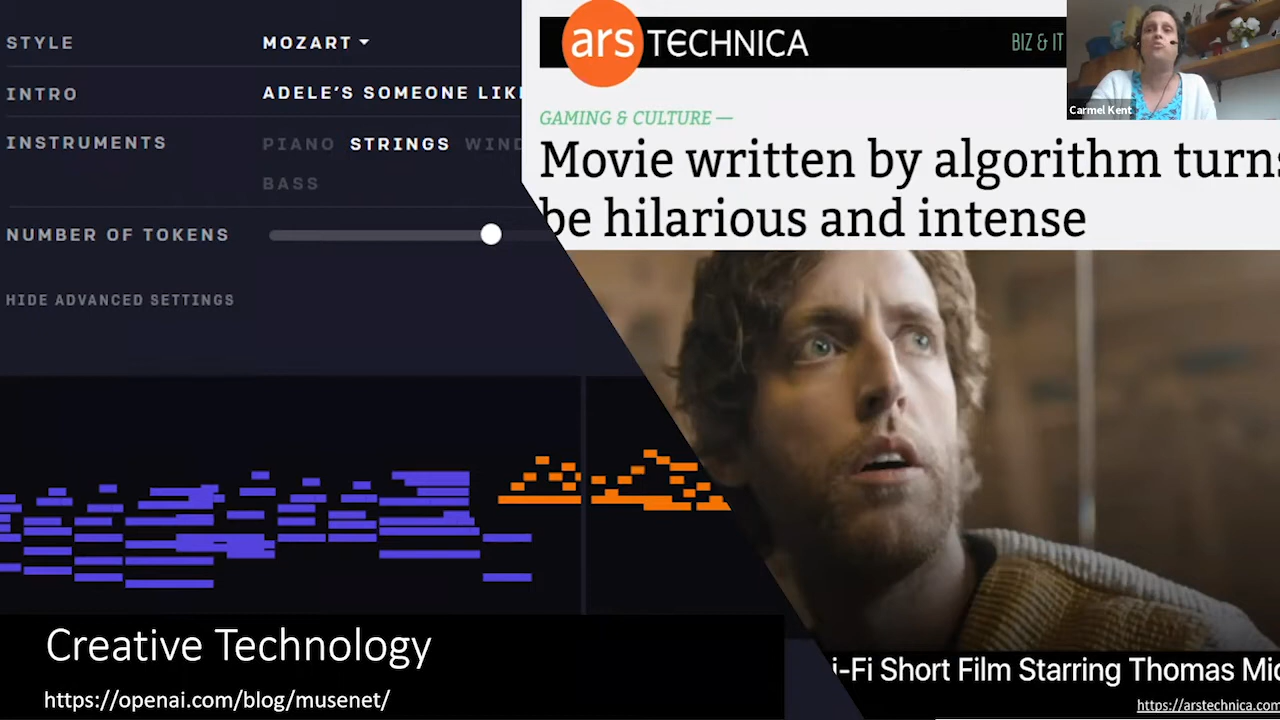 STYLE
MOZART
INTRO
ADELE'S SOMEONE LIK
INSTRUMENTS
PIANO STRINGS WIND
BASS
NUMBER OF TOKENS
HIDE ADVANCED SETTINGS
Creative Technology
https://openai.com/blog/musenet/
ars TECHNICA
BIZ & IT
Carmel Kent
GAMING & CULTURE —
Movie written by algorithm turns
be hilarious and intense
i-Fi Short Film Starring Thomas Mid
https://arstechnica.com